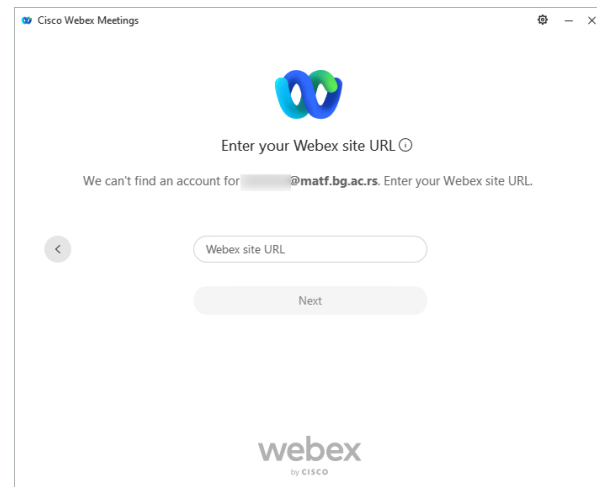 Cisco Webex Meetings
Enter your Webex site URL
We can't find an account for @matf.bg.ac.rs. Enter your Webex site URL.
Webex site URL
Next
webex
by CISCO